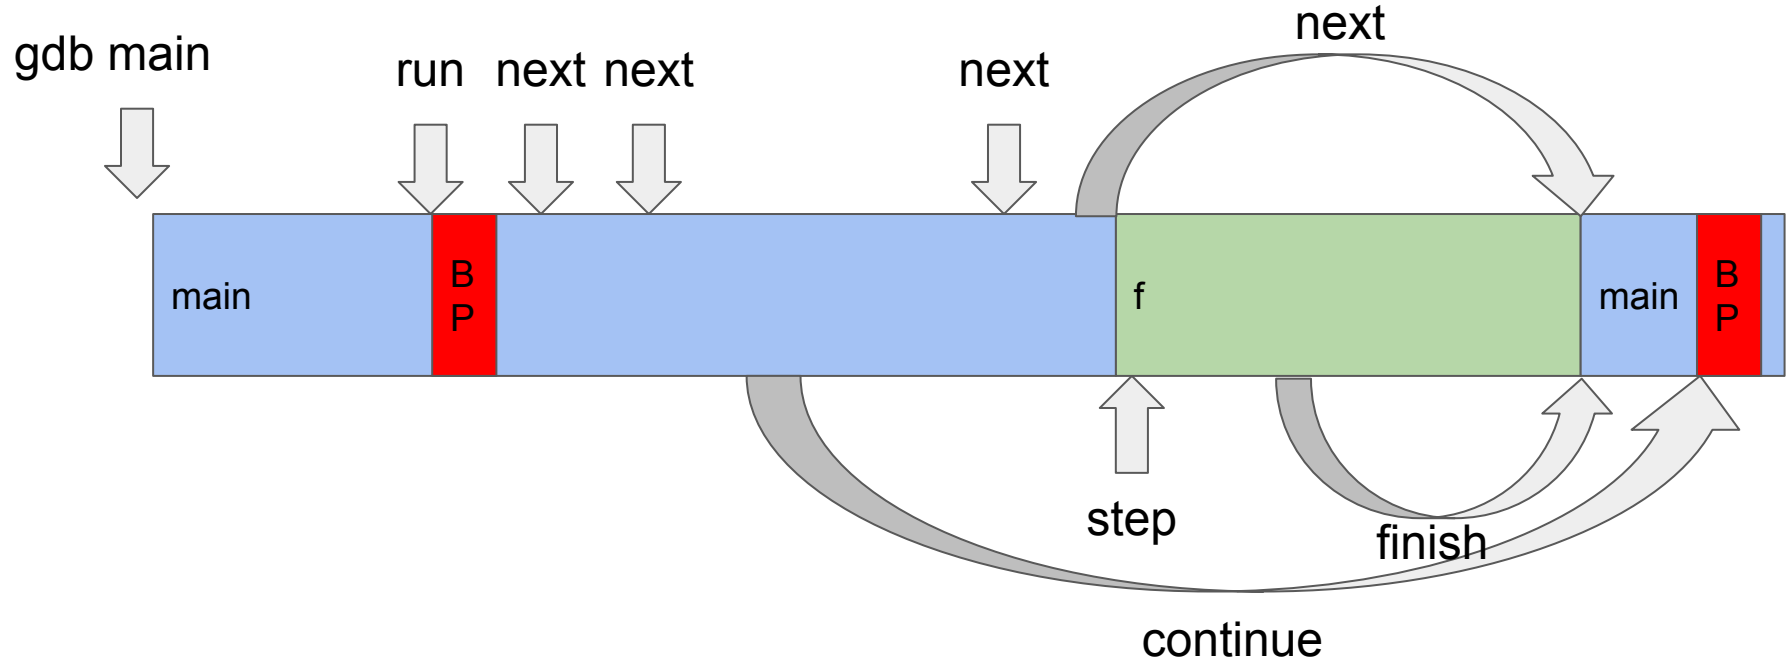 gdb main
run
next
next
next
next
main
B
P
f
main
B
P
step
finish
continue